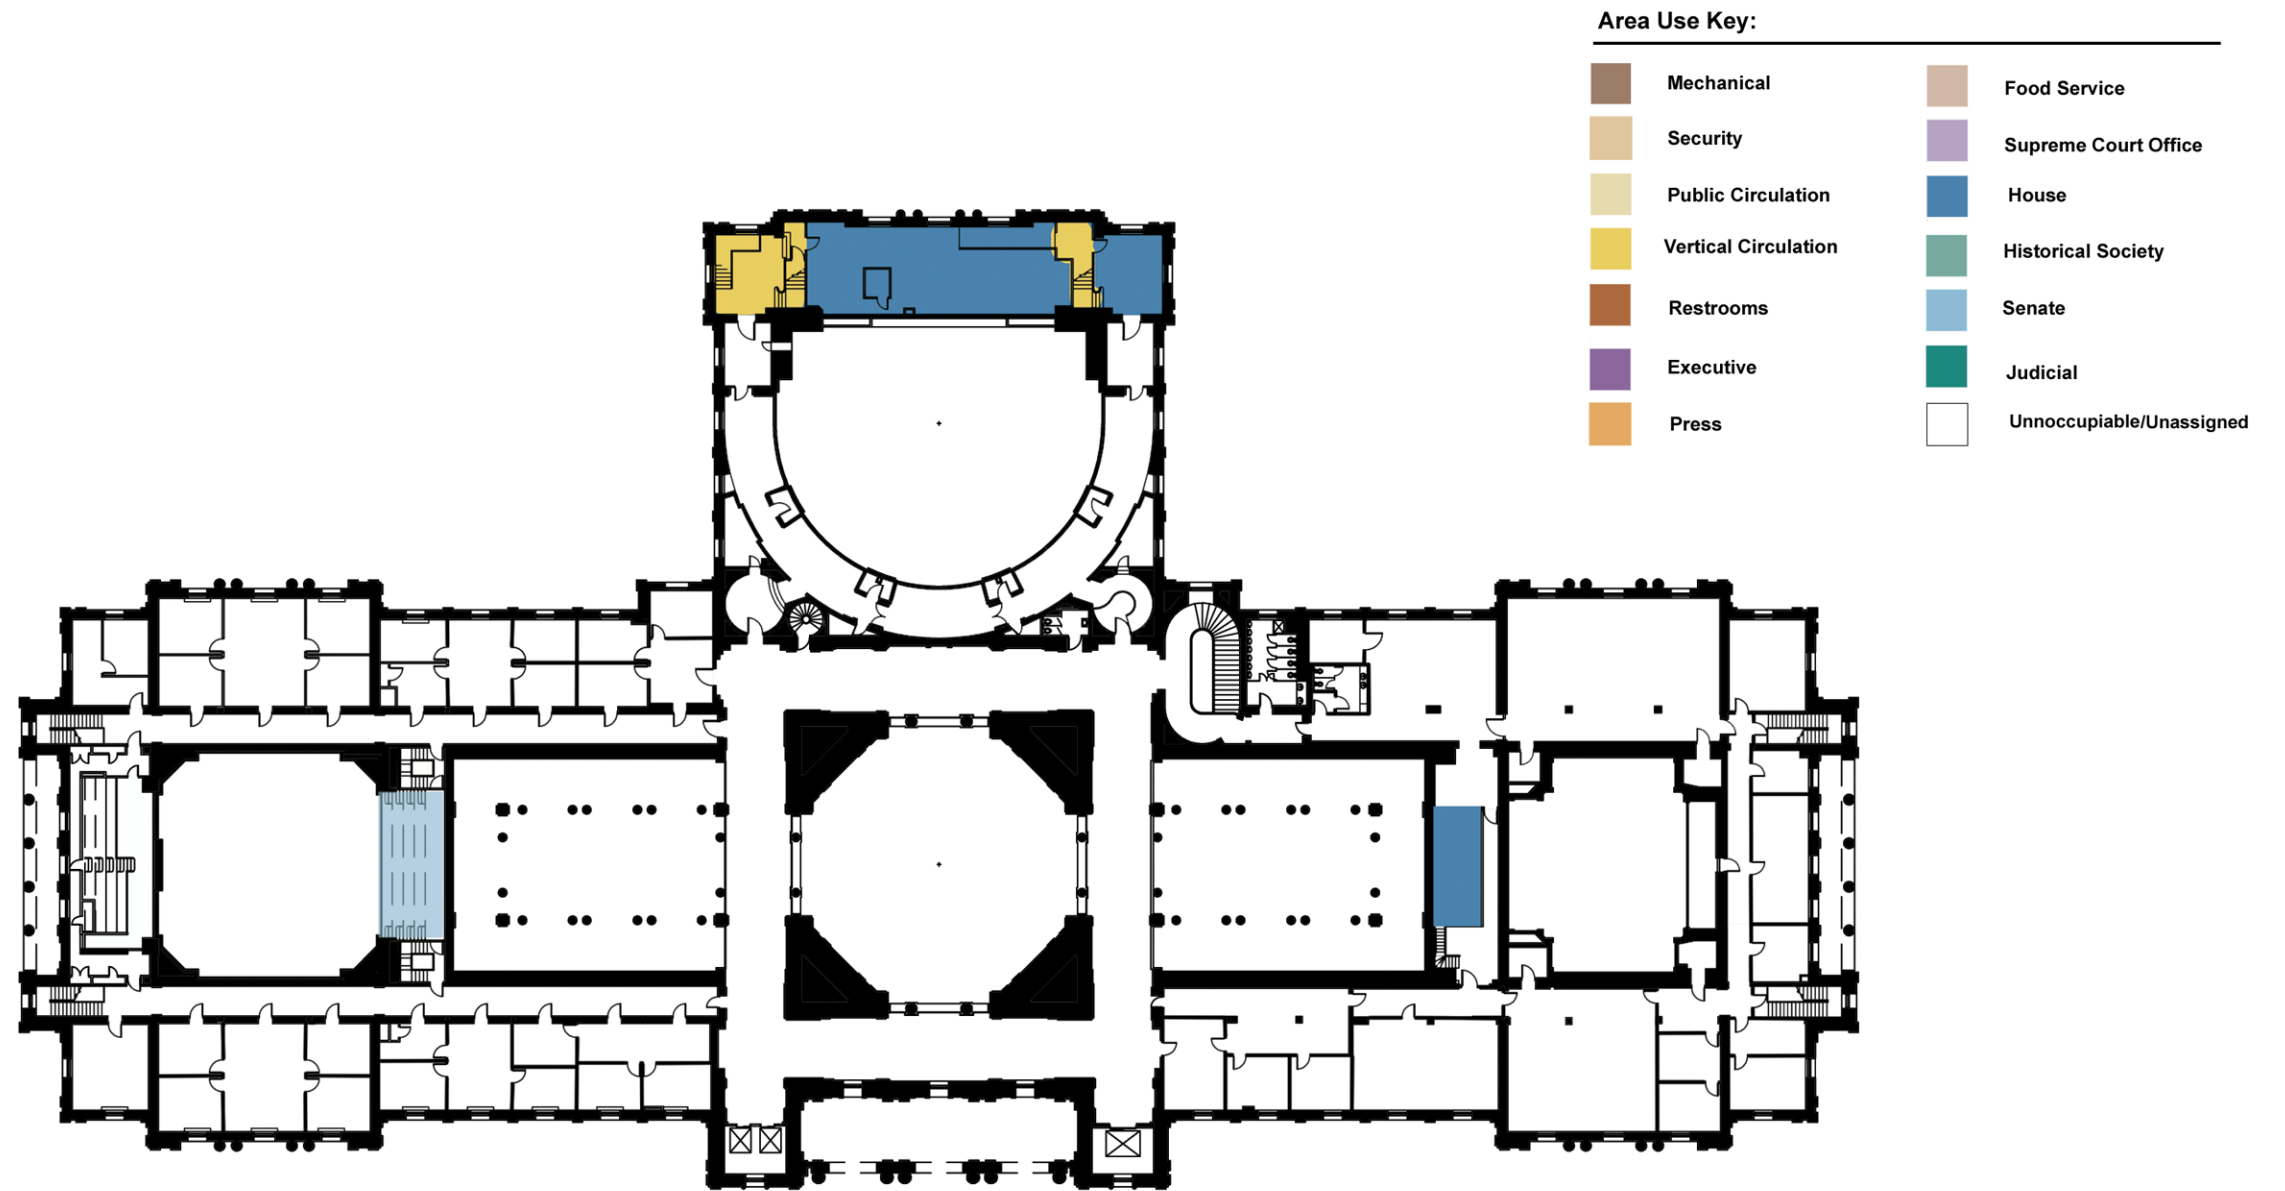 Area Use Key:
Mechanical
Security
Public Circulation
Vertical Circulation
Restrooms
Executive
Press
Food Service
Supreme Court Office
House
Historical Society
Senate
Judicial
Unnoccupiable/Unassigned